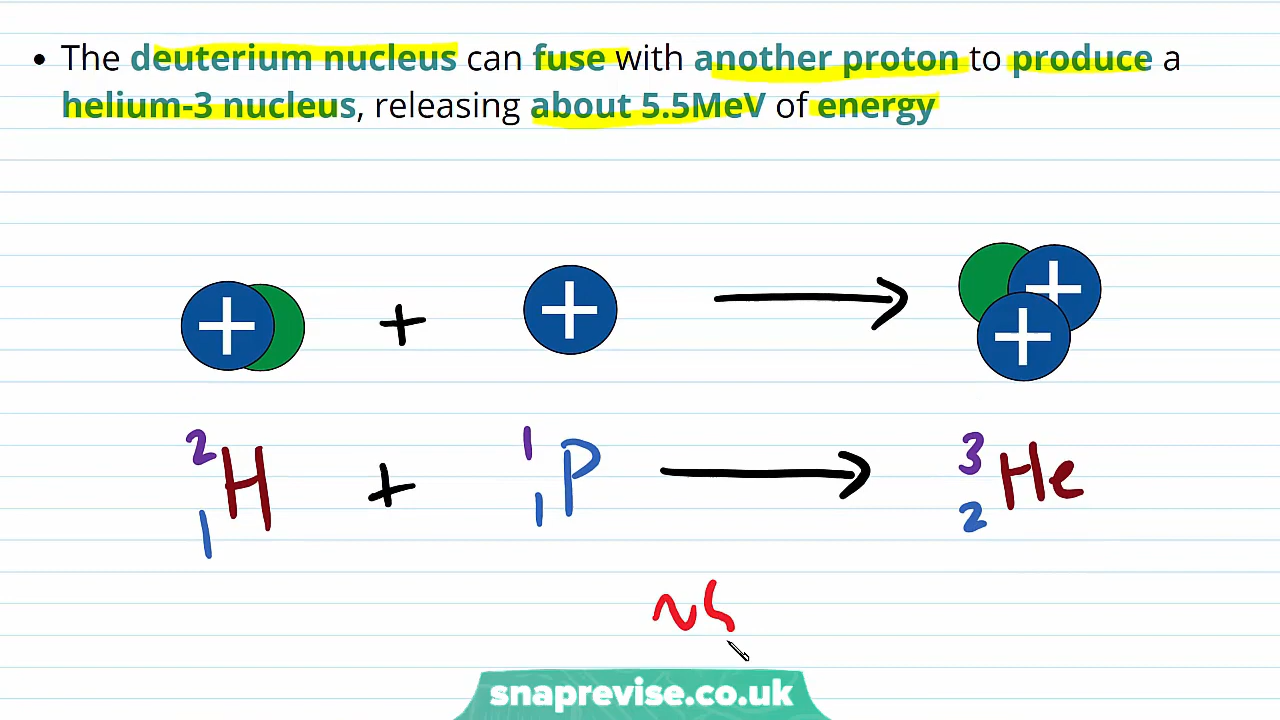 • The deuterium nucleus can fuse with another proton to produce a
helium-3 nucleus, releasing about 5.5MeV of energy
+ + → + +
²₁H + ¹₁P → ³₂He
~5
snaprevise.co.uk